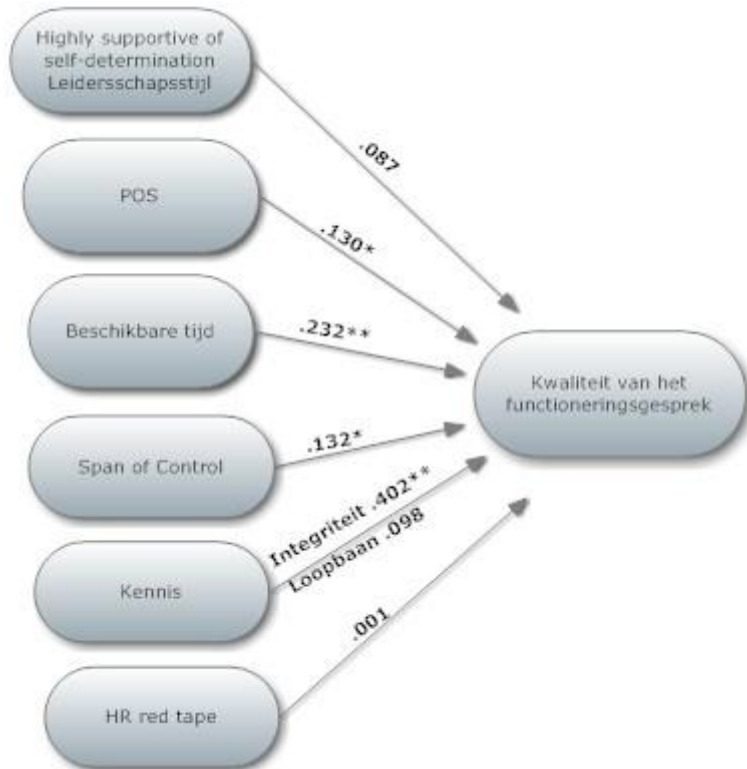 Highly supportive of
self-determination
Leidersschapsstijl
.087
POS
.130*
Beschikbare tijd
.232**
Kwaliteit van het
functioneringsgesprek
Span of Control
.132*
Integriteit .402**
Loopbaan .098
Kennis
.001
HR red tape